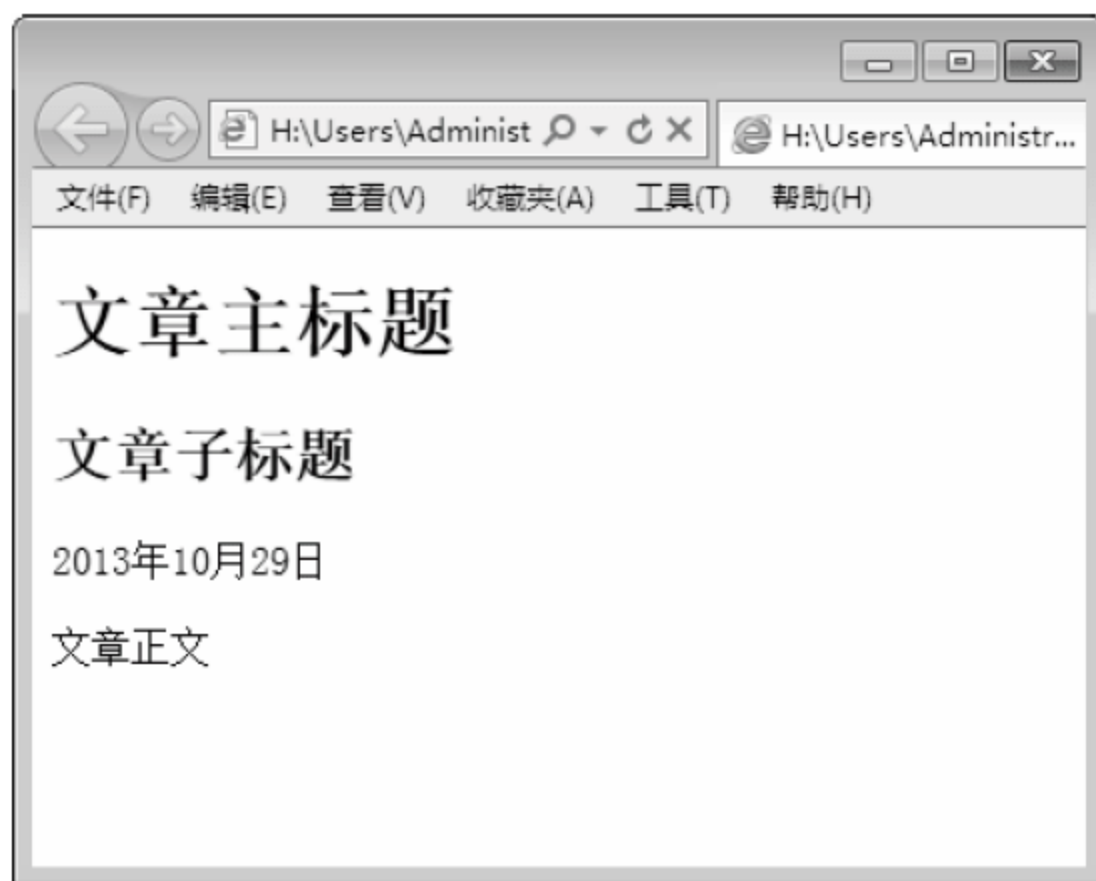 H:\Users\Administ
H:\Users\Administr...
文件(F) 编辑(E) 查看(V) 收藏夹(A) 工具(T) 帮助(H)
文章主标题
文章子标题
2013年10月29日
文章正文